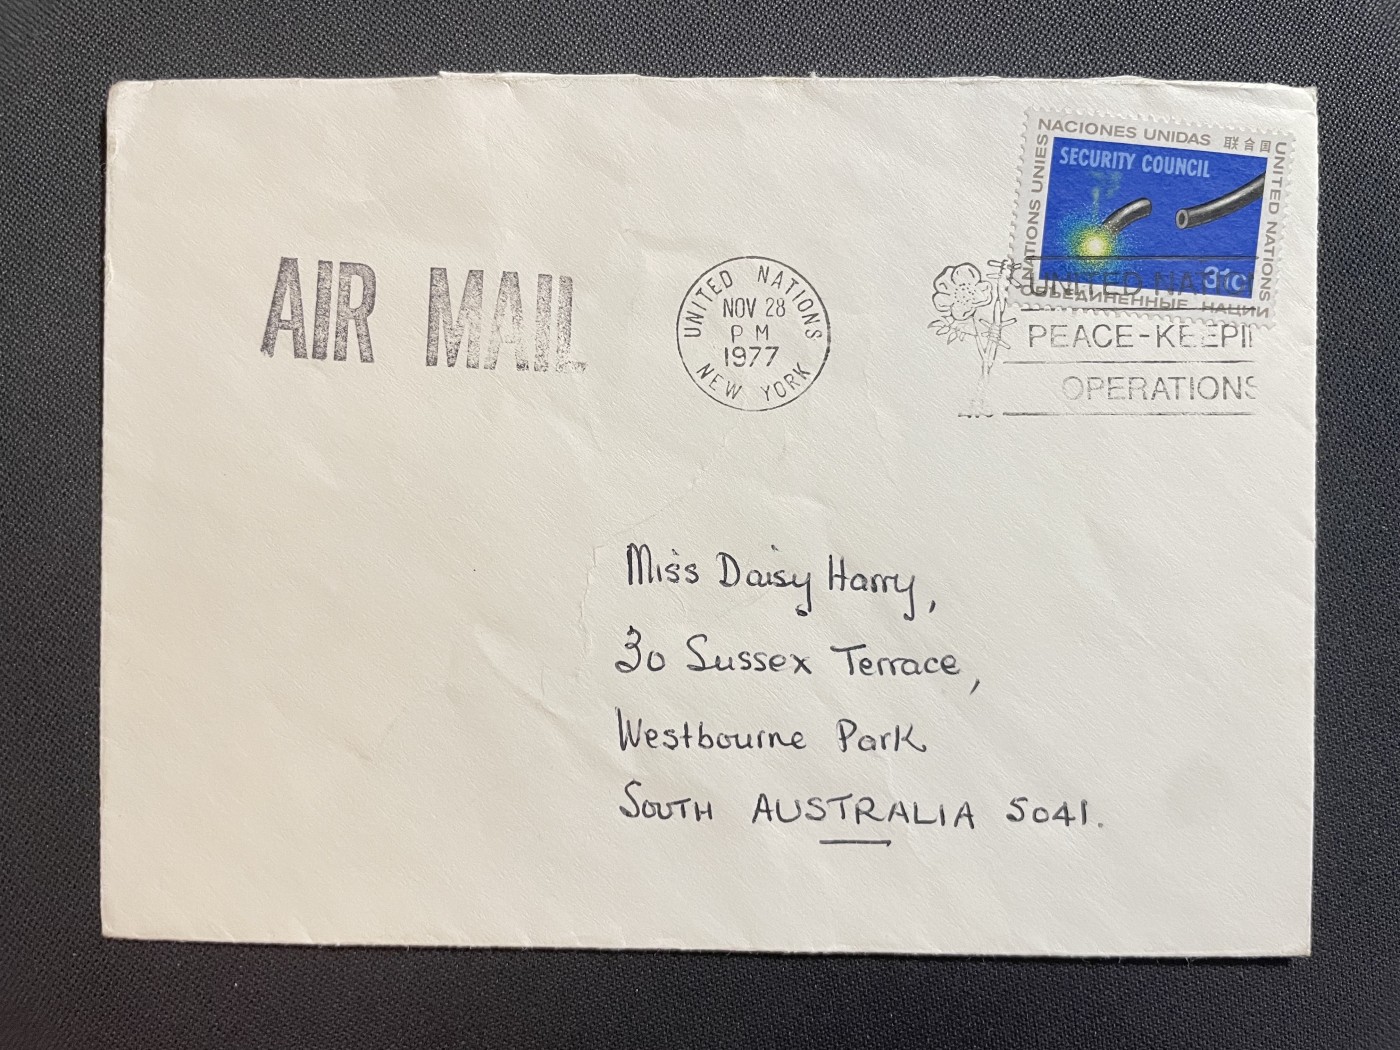 NACIONES UNIDAS 联合国
NATIONS UNIES
UNITED NATIONS
SECURITY COUNCIL
31c
ОБЪЕДИНЕННЫЕ НАЦИИ
AIR MAIL
UNITED NATIONS
NOV 28
PM
1977
NEW YORK
UNITED NATIO
PEACE-KEEPI
OPERATIONS
Miss Daisy Harry,
30 Sussex Terrace,
Westbourne Park
SOUTH AUSTRALIA 5041.